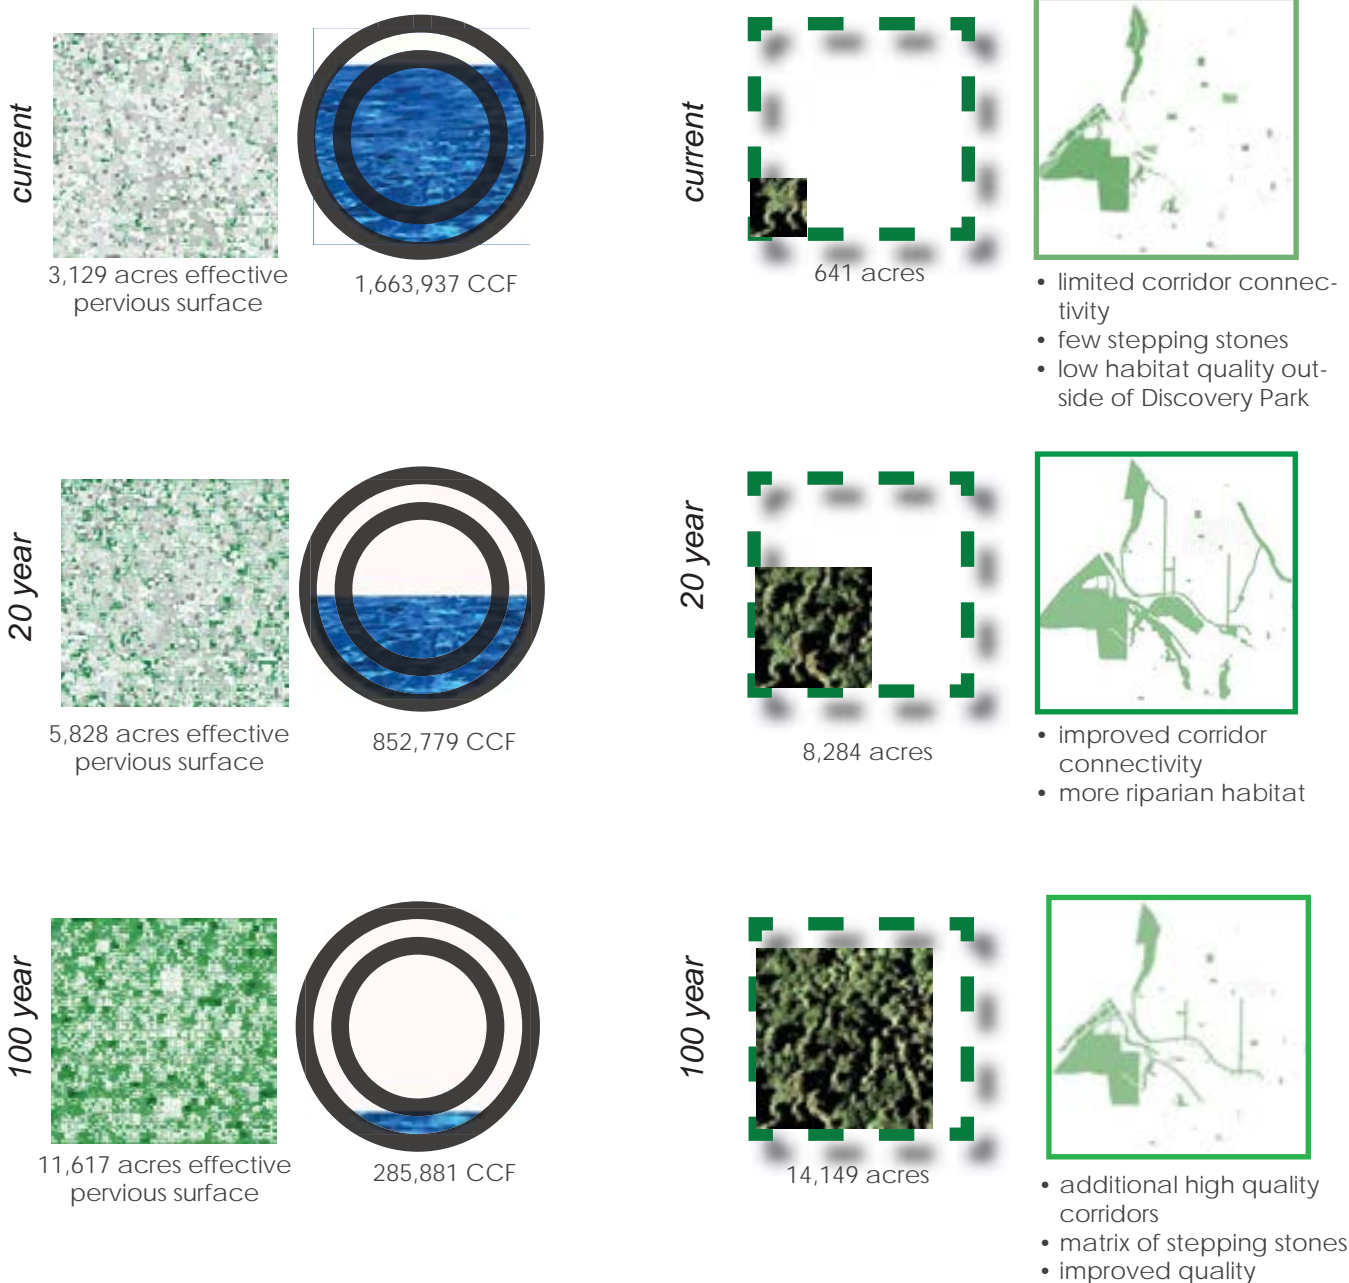 current
3,129 acres effective
pervious surface
1,663,937 CCF
current
641 acres
• limited corridor connec-
tivity
• few stepping stones
• low habitat quality out-
side of Discovery Park
20 year
5,828 acres effective
pervious surface
852,779 CCF
20 year
8,284 acres
• improved corridor
connectivity
• more riparian habitat
100 year
11,617 acres effective
pervious surface
285,881 CCF
100 year
14,149 acres
• additional high quality
corridors
• matrix of stepping stones
• improved quality